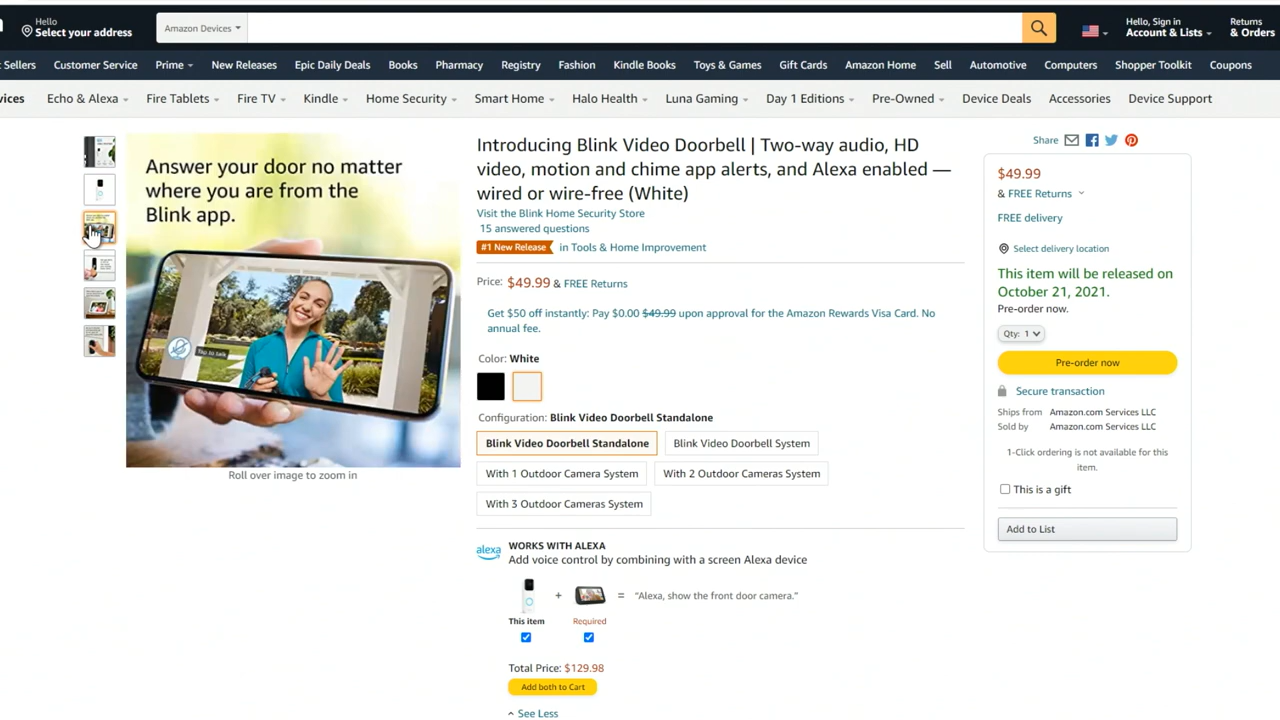 Hello
Select your address
Amazon Devices
Hello, Sign in
Account & Lists
Returns
& Orders
Sellers
Customer Service
Prime
New Releases
Epic Daily Deals
Books
Pharmacy
Registry
Fashion
Kindle Books
Toys & Games
Gift Cards
Amazon Home
Sell
Automotive
Computers
Shopper Toolkit
Coupons
vices
Echo & Alexa
Fire Tablets
Fire TV
Kindle
Home Security
Smart Home
Halo Health
Luna Gaming
Day 1 Editions
Pre-Owned
Device Deals
Accessories
Device Support
Answer your door no matter
where you are from the
Blink app.
Tap to talk
Roll over image to zoom in
Introducing Blink Video Doorbell | Two-way audio, HD
video, motion and chime app alerts, and Alexa enabled —
wired or wire-free (White)
Visit the Blink Home Security Store
15 answered questions
#1 New Release in Tools & Home Improvement
Price: $49.99 & FREE Returns
Get $50 off instantly: Pay $0.00 $49.99 upon approval for the Amazon Rewards Visa Card. No
annual fee.
Color: White
Configuration: Blink Video Doorbell Standalone
Blink Video Doorbell Standalone
Blink Video Doorbell System
With 1 Outdoor Camera System
With 2 Outdoor Cameras System
With 3 Outdoor Cameras System
alexa
WORKS WITH ALEXA
Add voice control by combining with a screen Alexa device
+
=
“Alexa, show the front door camera.”
This item
Required
Total Price: $129.98
Add both to Cart
See Less
Share
$49.99
& FREE Returns
FREE delivery
Select delivery location
This item will be released on
October 21, 2021.
Pre-order now.
Qty: 1
Pre-order now
Secure transaction
Ships from Amazon.com Services LLC
Sold by Amazon.com Services LLC
1-Click ordering is not available for this
item.
This is a gift
Add to List